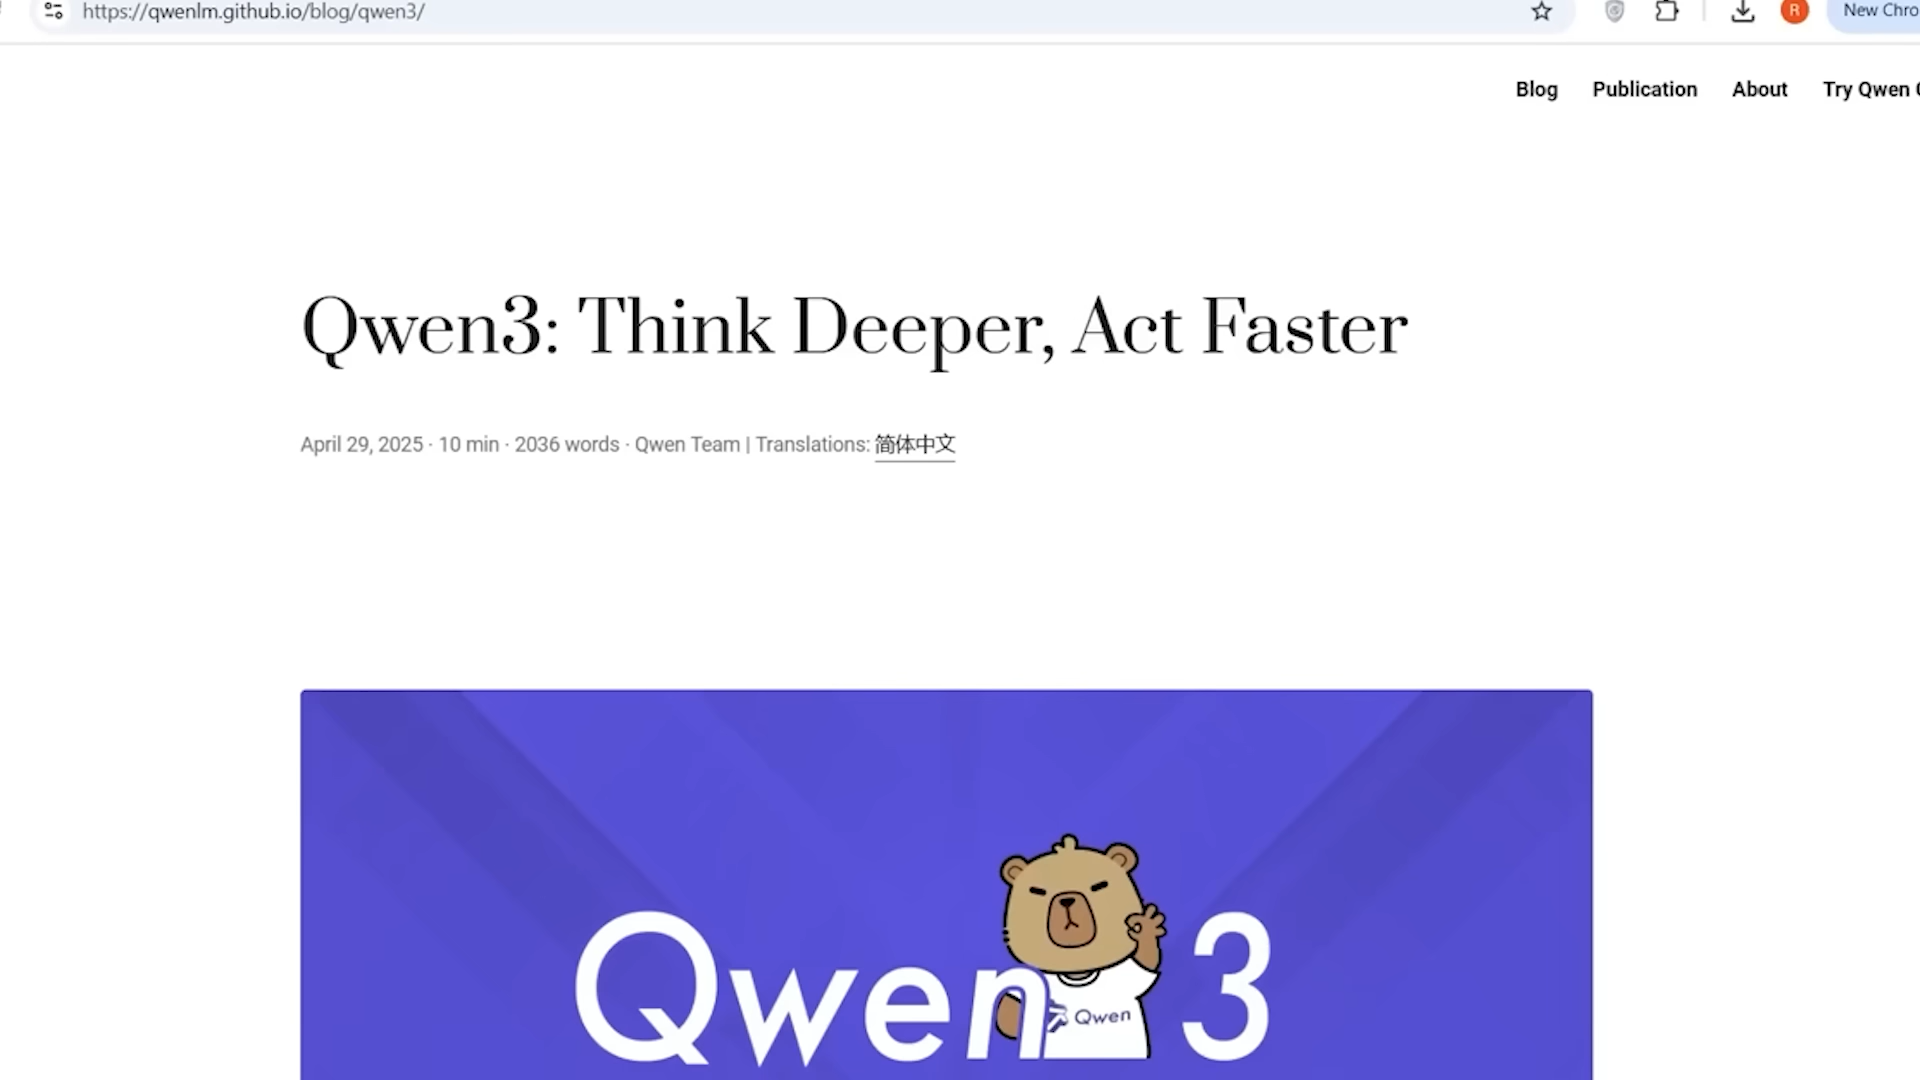 https://qwenlm.github.io/blog/qwen3/
R
New Chro
Blog Publication About Try Qwen
Qwen3: Think Deeper, Act Faster
April 29, 2025 · 10 min · 2036 words · Qwen Team | Translations: 简体中文
Qwen 3
Qwen